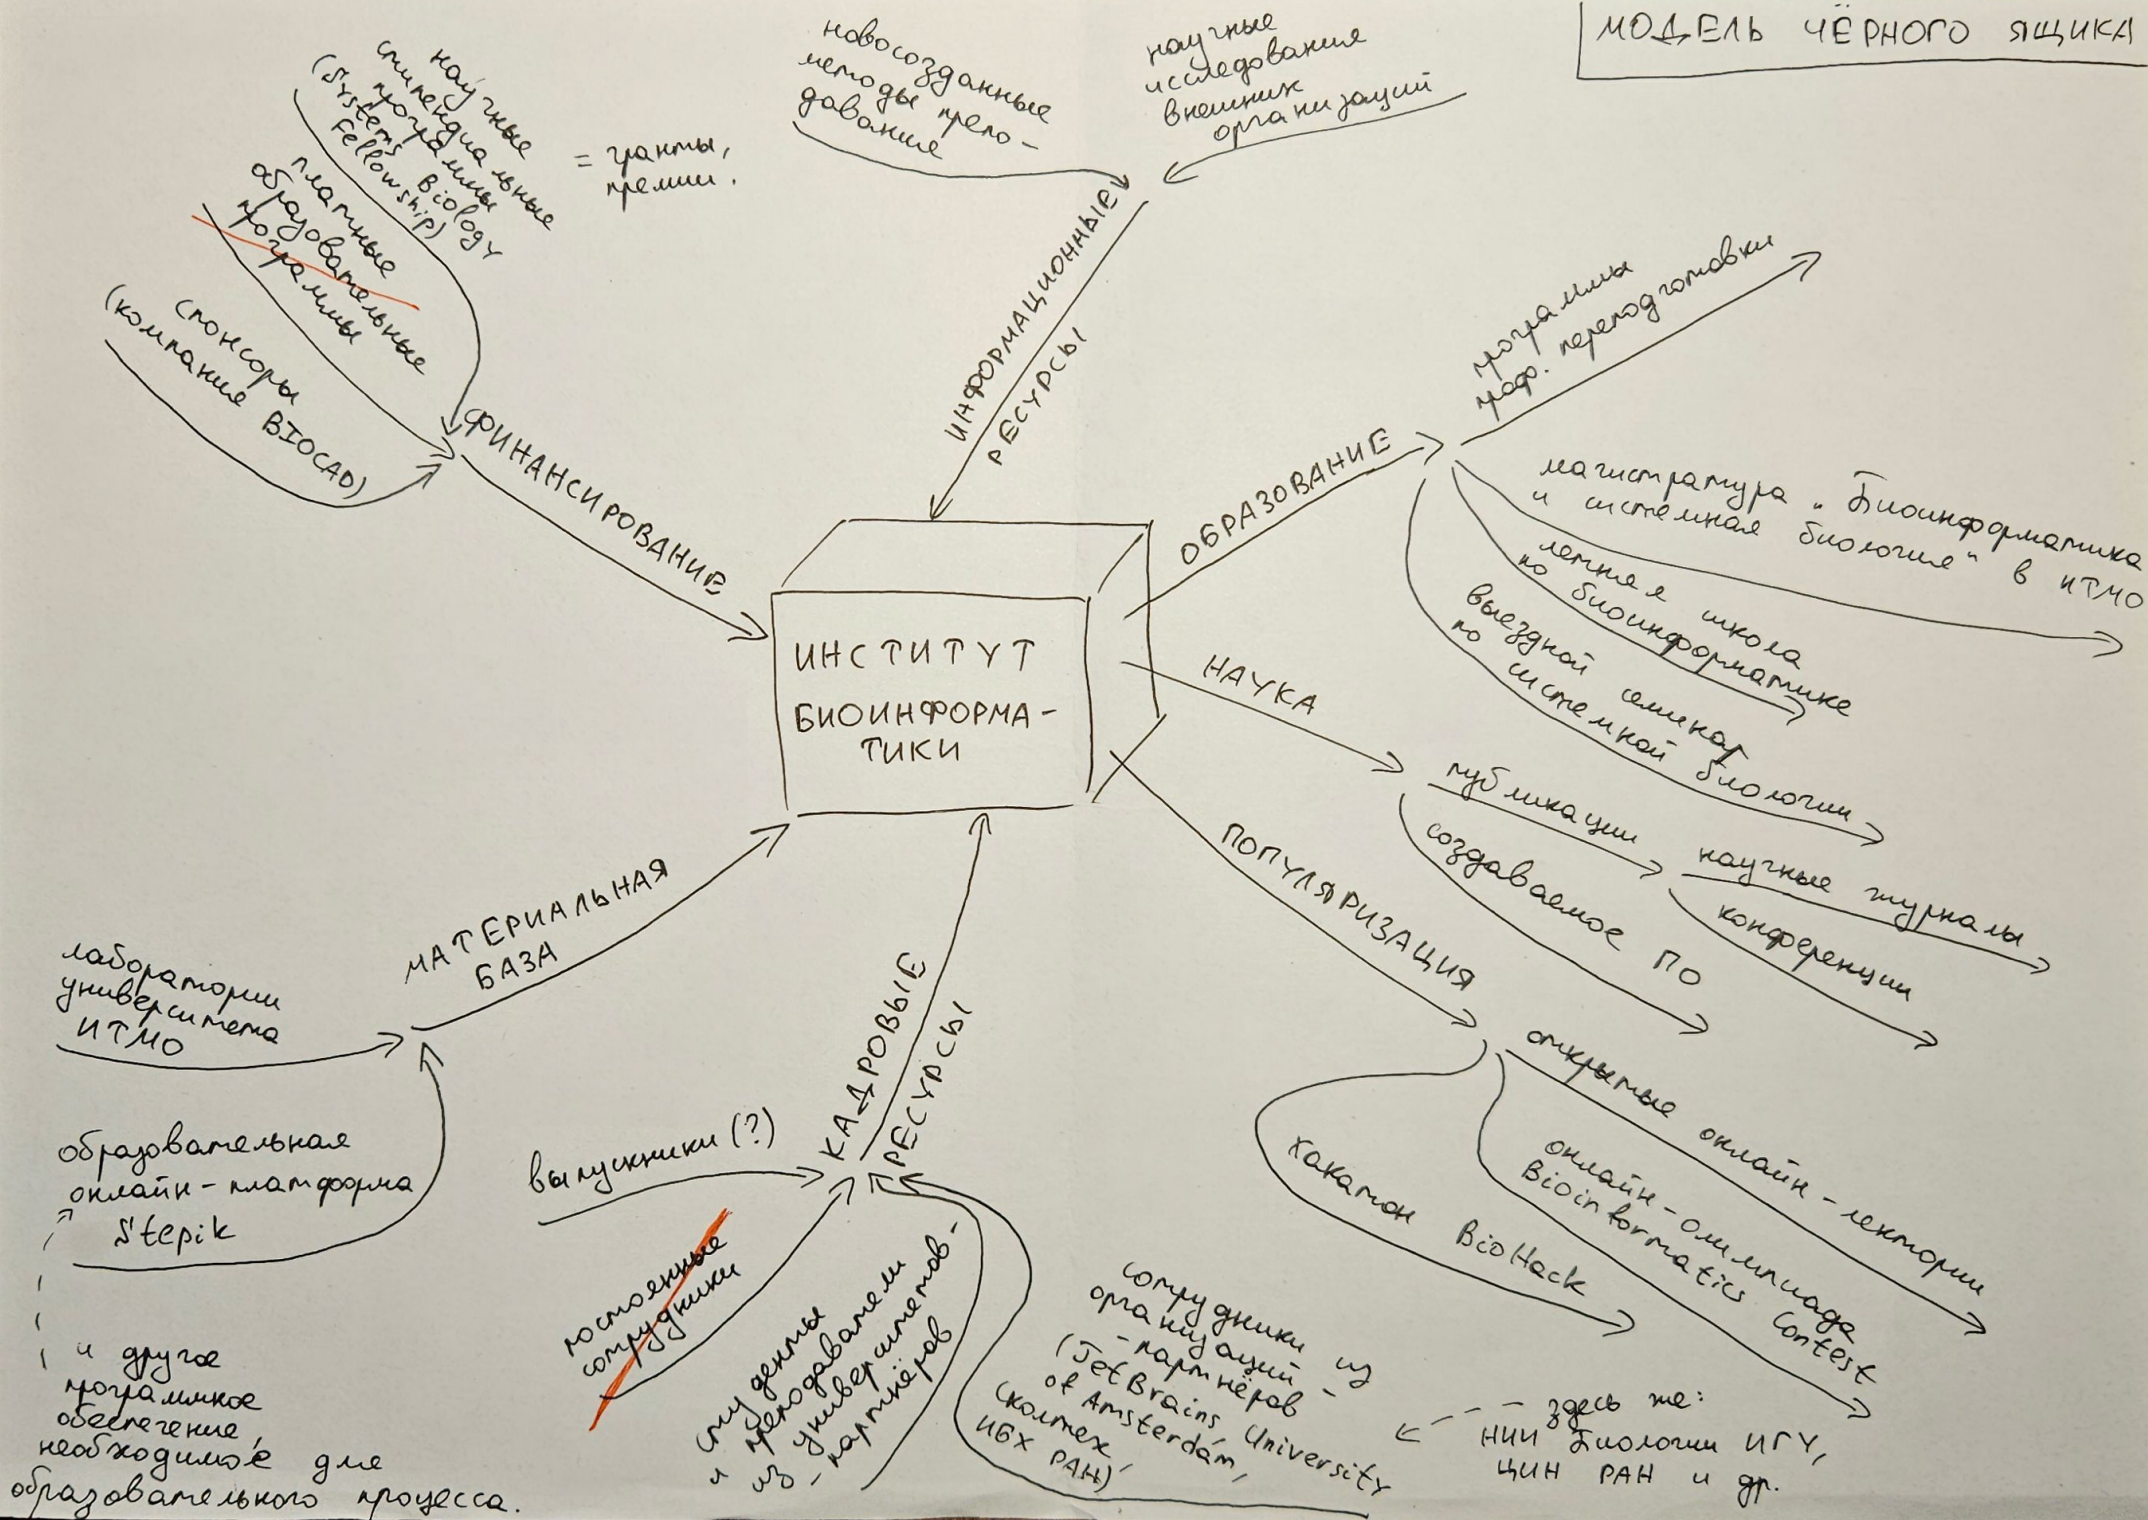 МОДЕЛЬ ЧЁРНОГО ЯЩИКА
научные
стипендиальные
программы
(Systems Biology
Fellowship)
= гранты,
премии.
платные
образовательные
программы
спонсоры
(компания BIOCAD)
ФИНАНСИРОВАНИЕ
новосозданные
методы препо-
давания
научные
исследования
внешних
организаций
ИНФОРМАЦИОННЫЕ
РЕСУРСЫ
ИНСТИТУТ
БИОИНФОРМА-
ТИКИ
ОБРАЗОВАНИЕ
программы
проф. переподготовки
магистратура "Биоинформатика
и системная биология" в ИТМО
летняя школа
по биоинформатике
выездной семинар
по системной биологии
НАУКА
публикации
научные журналы
конференции
создаваемое ПО
ПОПУЛЯРИЗАЦИЯ
открытые онлайн-лектории
онлайн-олимпиада
Bioinformatics Contest
хакатон BioHack
МАТЕРИАЛЬНАЯ
БАЗА
лаборатории
университета
ИТМО
образовательная
онлайн-платформа
Stepik
и другое
программное
обеспечение,
необходимое для
образовательного процесса.
КАДРОВЫЕ
РЕСУРСЫ
выпускники (?)
постоянные
сотрудники
студенты
и преподаватели
из университетов-
-партнёров
сотрудники из
организаций-
-партнёров
(JetBrains, University
of Amsterdam,
Сколтех,
ИБХ РАН)
здесь же:
НИИ Биологии ИГУ,
ЦИН РАН и др.